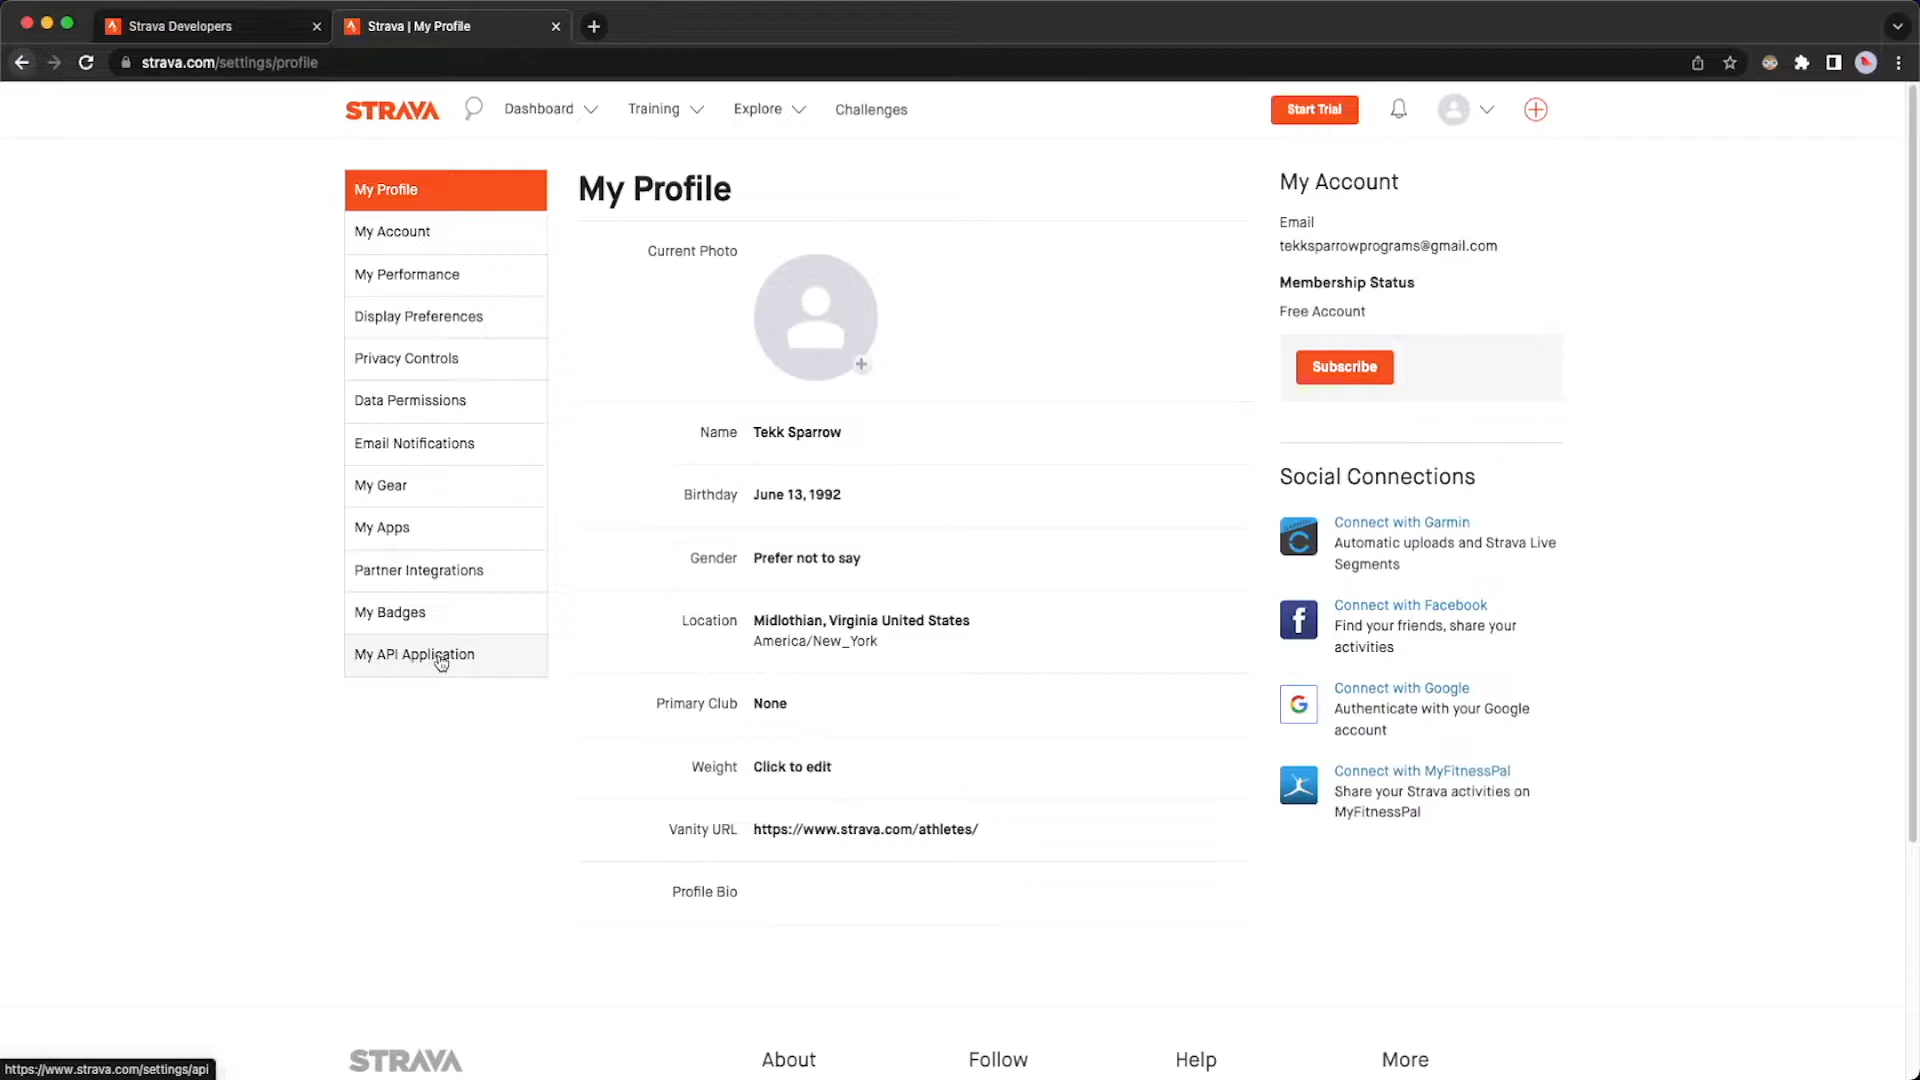 Strava Developers
Strava | My Profile
strava.com/settings/profile
STRAVA
Dashboard
Training
Explore
Challenges
Start Trial
My Profile
My Account
My Performance
Display Preferences
Privacy Controls
Data Permissions
Email Notifications
My Gear
My Apps
Partner Integrations
My Badges
My API Application
My Profile
Current Photo
Name Tekk Sparrow
Birthday June 13, 1992
Gender Prefer not to say
Location Midlothian, Virginia United States
America/New_York
Primary Club None
Weight Click to edit
Vanity URL https://www.strava.com/athletes/
Profile Bio
My Account
Email
tekksparrowprograms@gmail.com
Membership Status
Free Account
Subscribe
Social Connections
GARMIN
Connect with Garmin
Automatic uploads and Strava Live
Segments
Connect with Facebook
Find your friends, share your
activities
Connect with Google
Authenticate with your Google
account
Connect with MyFitnessPal
Share your Strava activities on
MyFitnessPal
STRAVA
About
Follow
Help
More
https://www.strava.com/settings/api